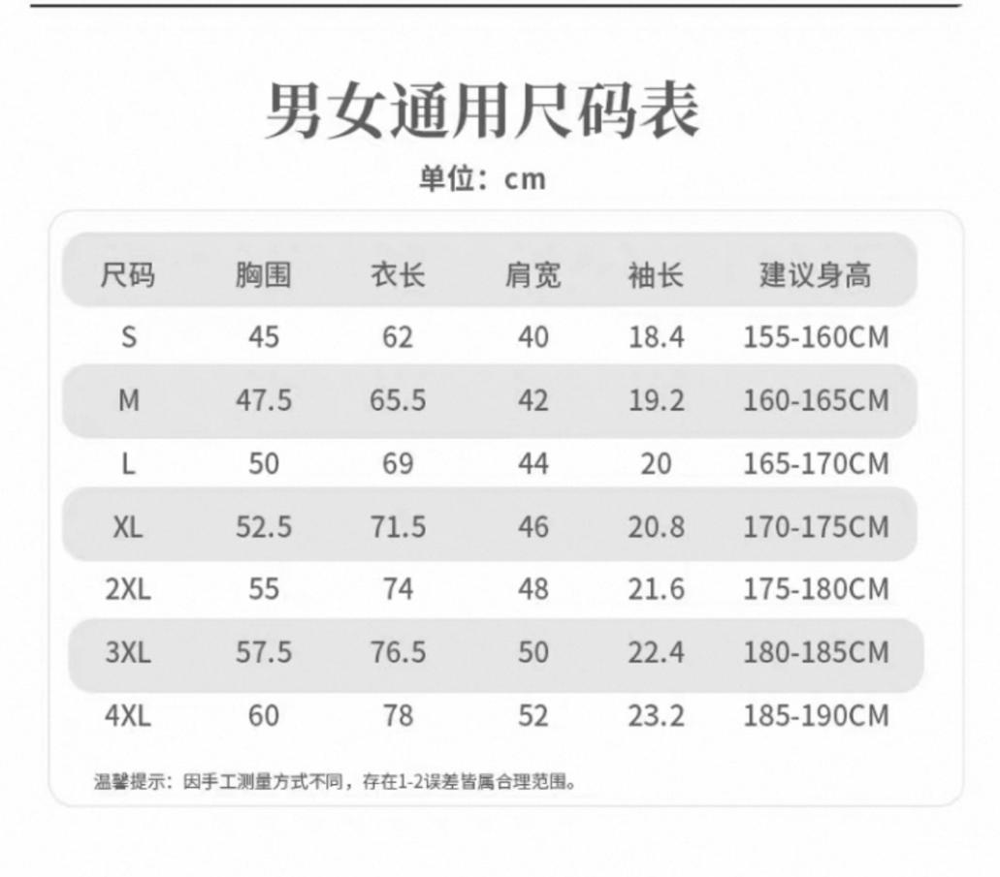 男女通用尺码表
单位：cm
尺码 胸围 衣长 肩宽 袖长 建议身高
S 45 62 40 18.4 155-160CM
M 47.5 65.5 42 19.2 160-165CM
L 50 69 44 20 165-170CM
XL 52.5 71.5 46 20.8 170-175CM
2XL 55 74 48 21.6 175-180CM
3XL 57.5 76.5 50 22.4 180-185CM
4XL 60 78 52 23.2 185-190CM
温馨提示：因手工测量方式不同，存在1-2误差皆属合理范围。